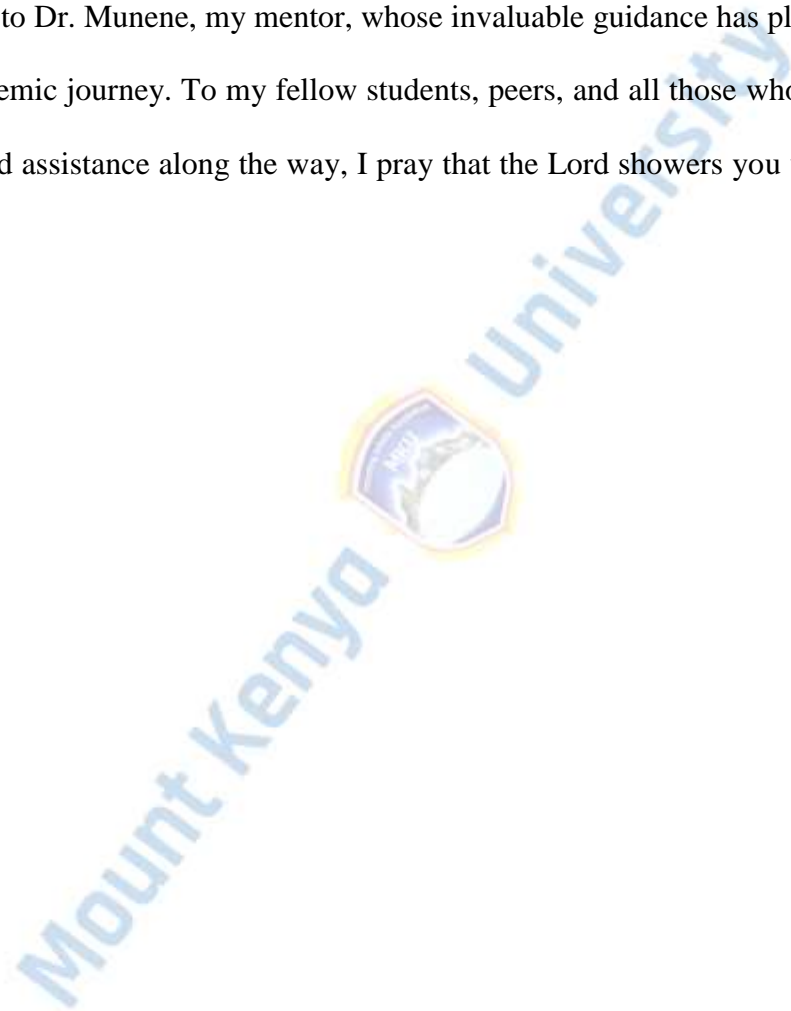 to Dr. Munene, my mentor, whose invaluable guidance has pl
emic journey. To my fellow students, peers, and all those who
d assistance along the way, I pray that the Lord showers you
Mount Kenya University
MKU